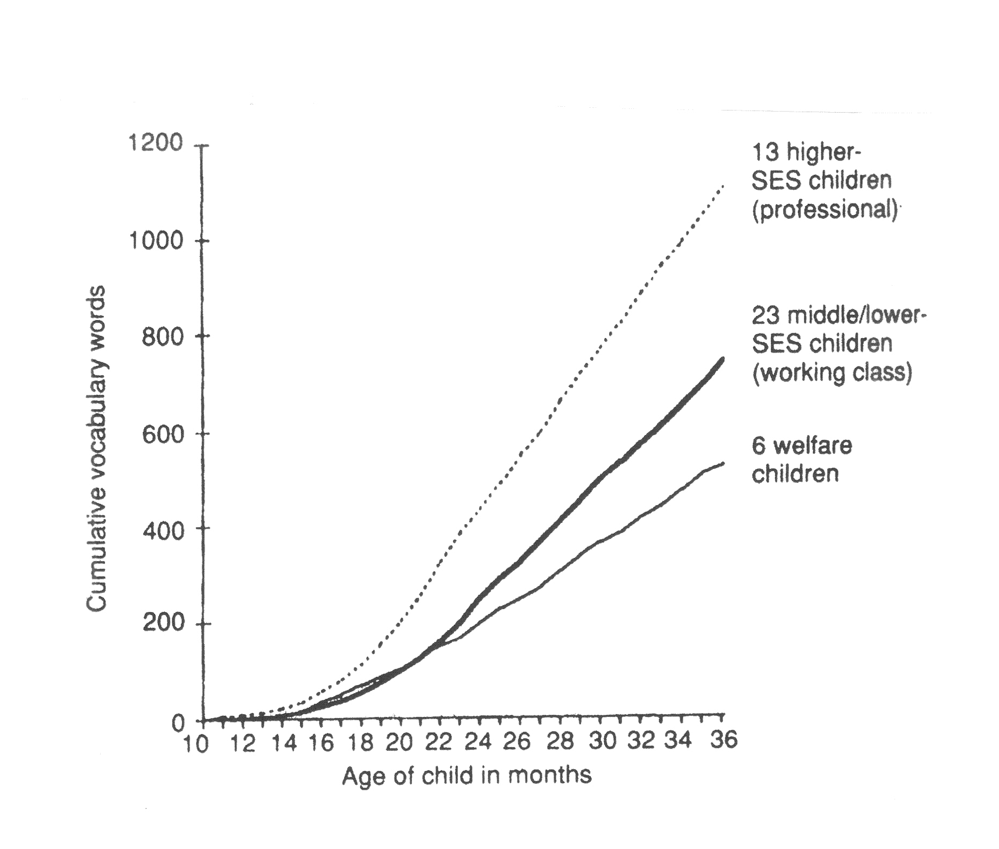 1200
1000
800
600
400
200
0
Cumulative vocabulary words
10 12 14 16 18 20 22 24 26 28 30 32 34 36
Age of child in months
13 higher-
SES children
(professional)
23 middle/lower-
SES children
(working class)
6 welfare
children